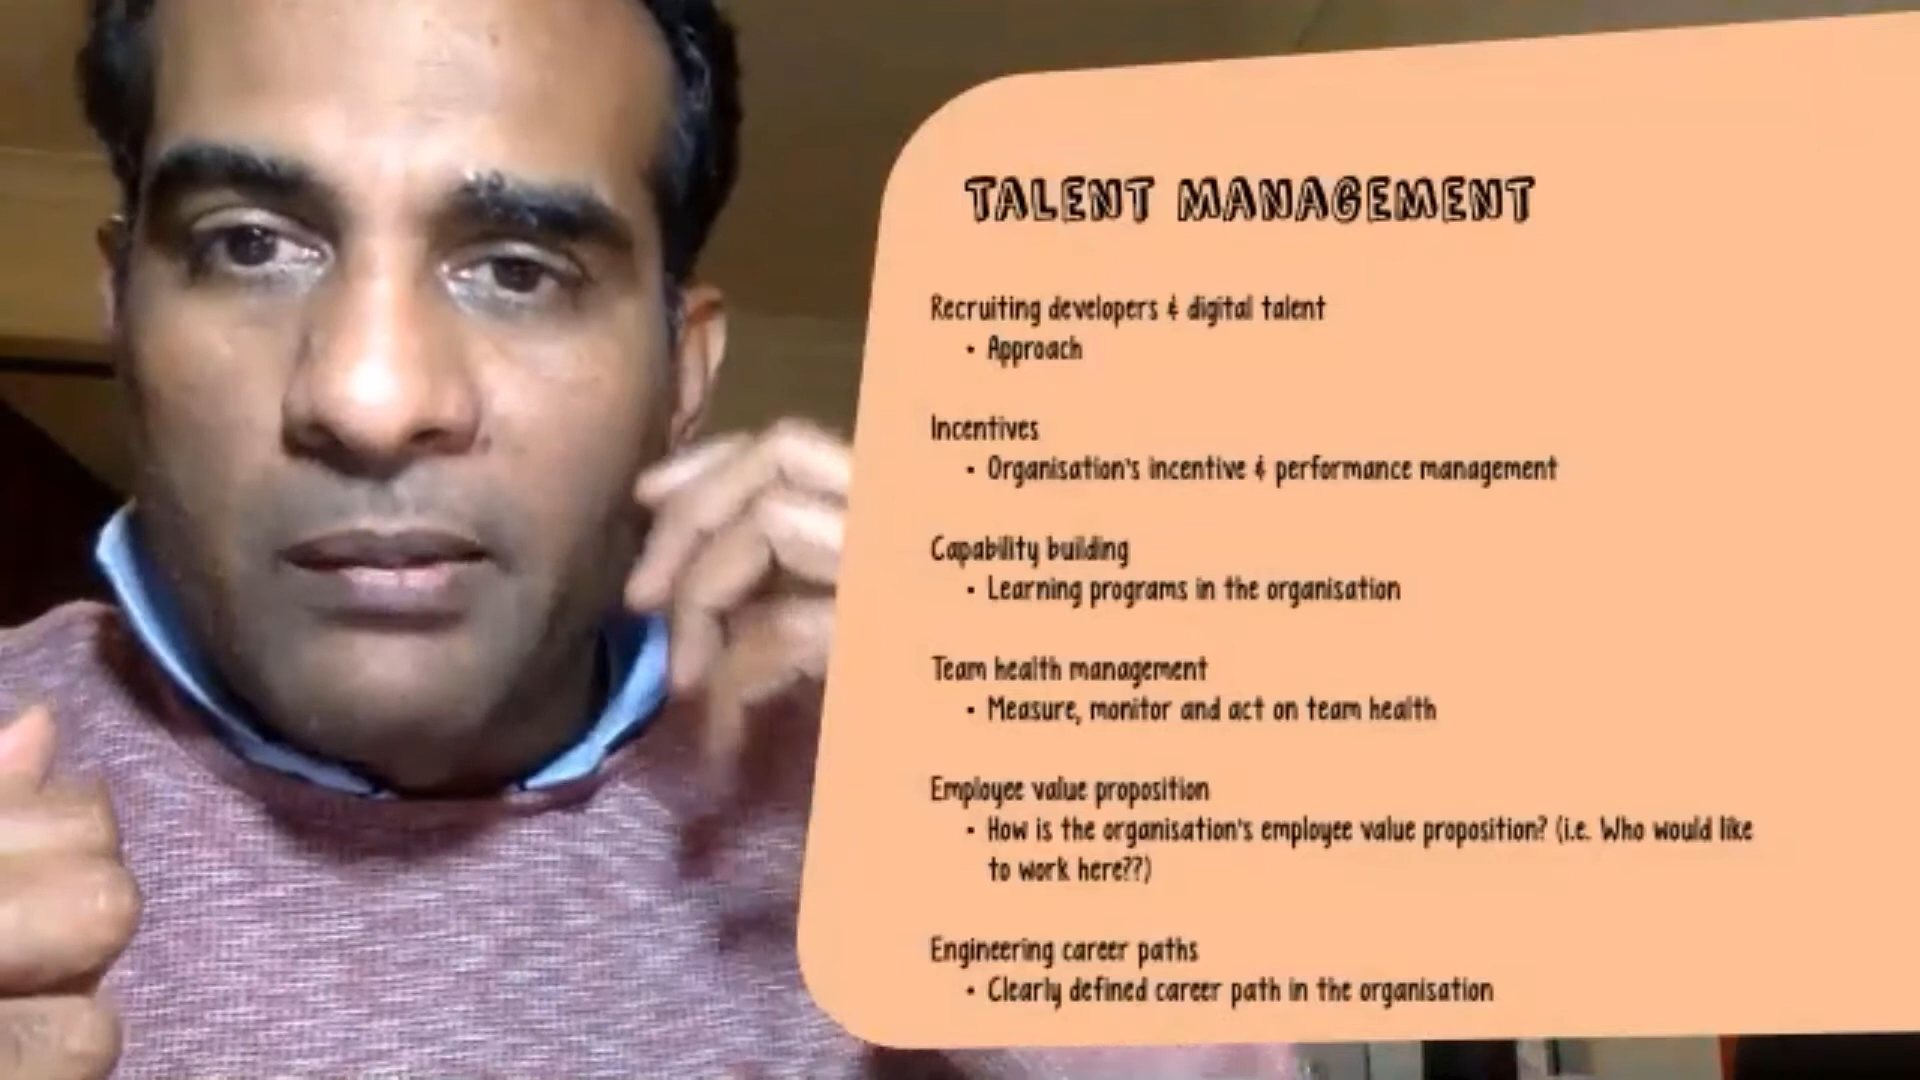 TALENT MANAGEMENT
Recruiting developers & digital talent
• Approach
Incentives
• Organisation's incentive & performance management
Capability building
• Learning programs in the organisation
Team health management
• Measure, monitor and act on team health
Employee value proposition
• How is the organisation's employee value proposition? (i.e. Who would like
to work here??)
Engineering career paths
• Clearly defined career path in the organisation